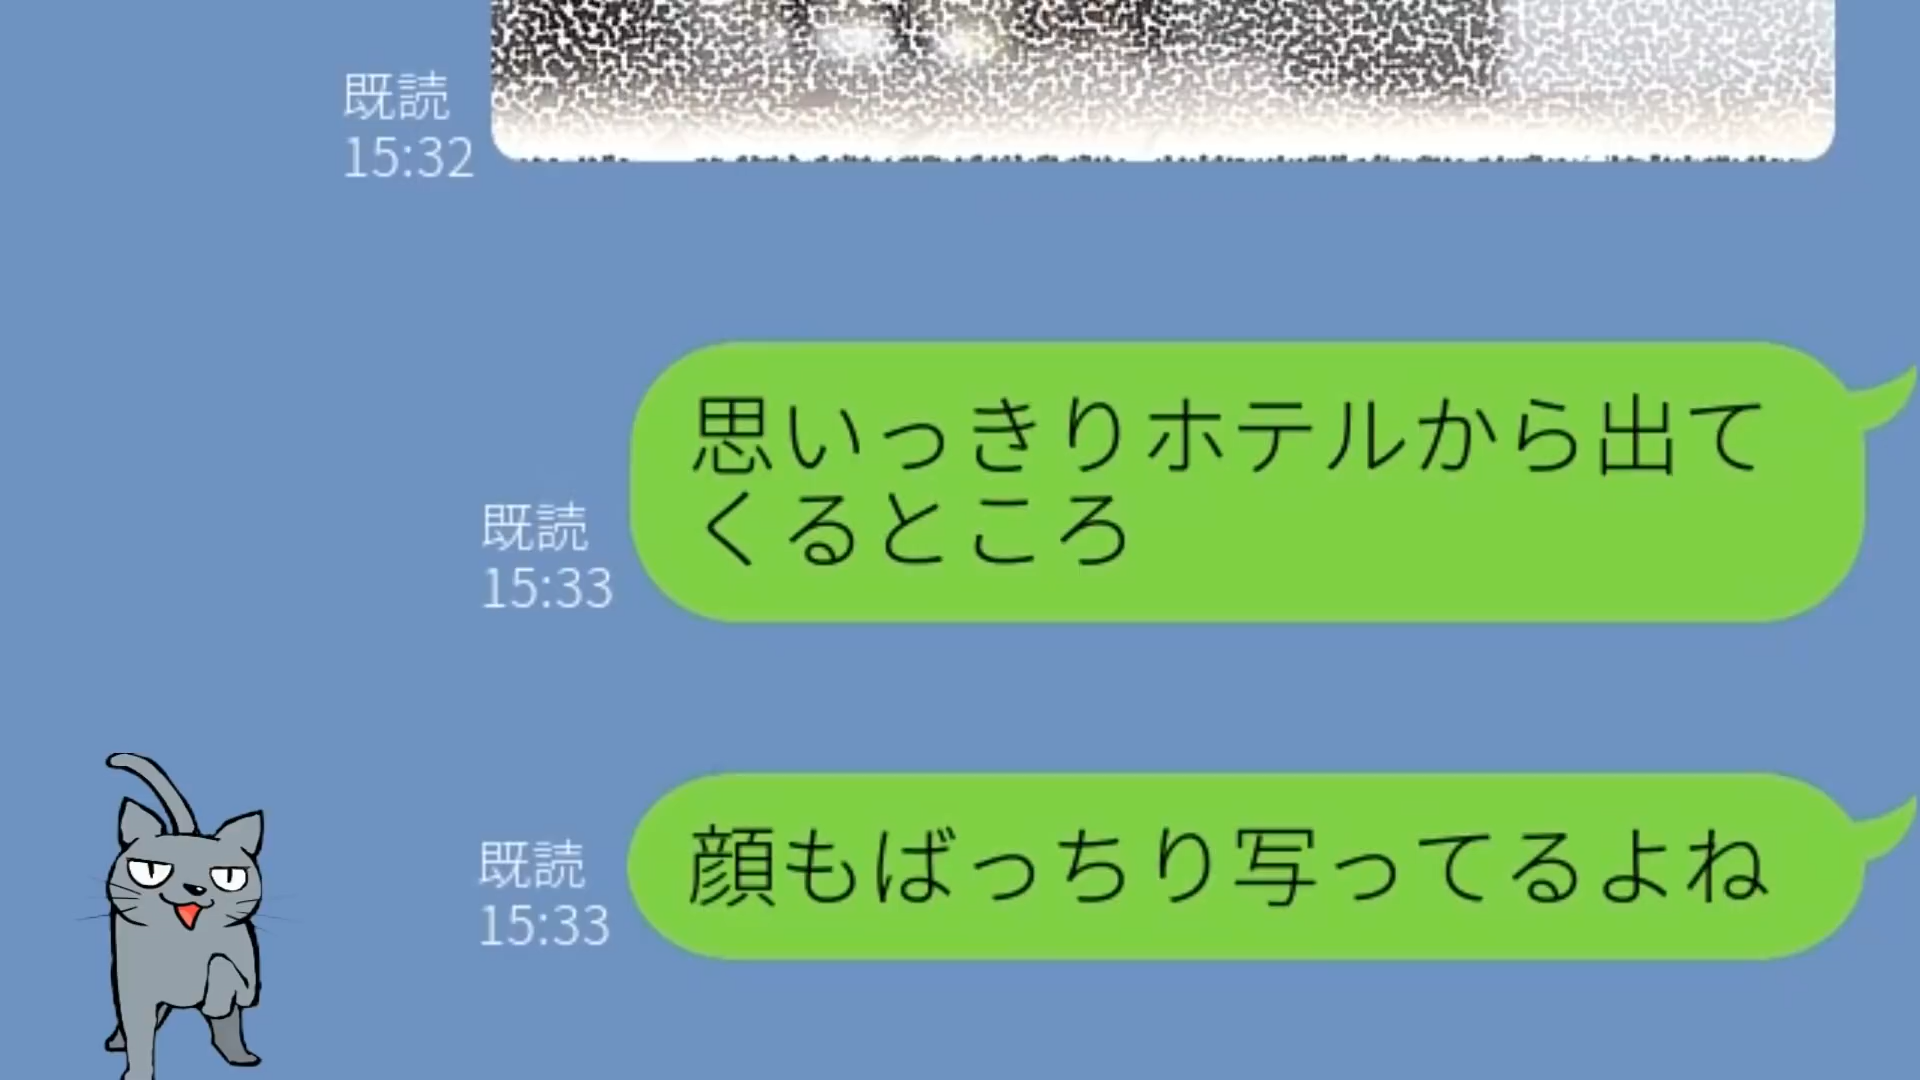 既読
15:32
思いっきりホテルから出て
くるところ
既読
15:33
顔もばっちり写ってるよね
既読
15:33